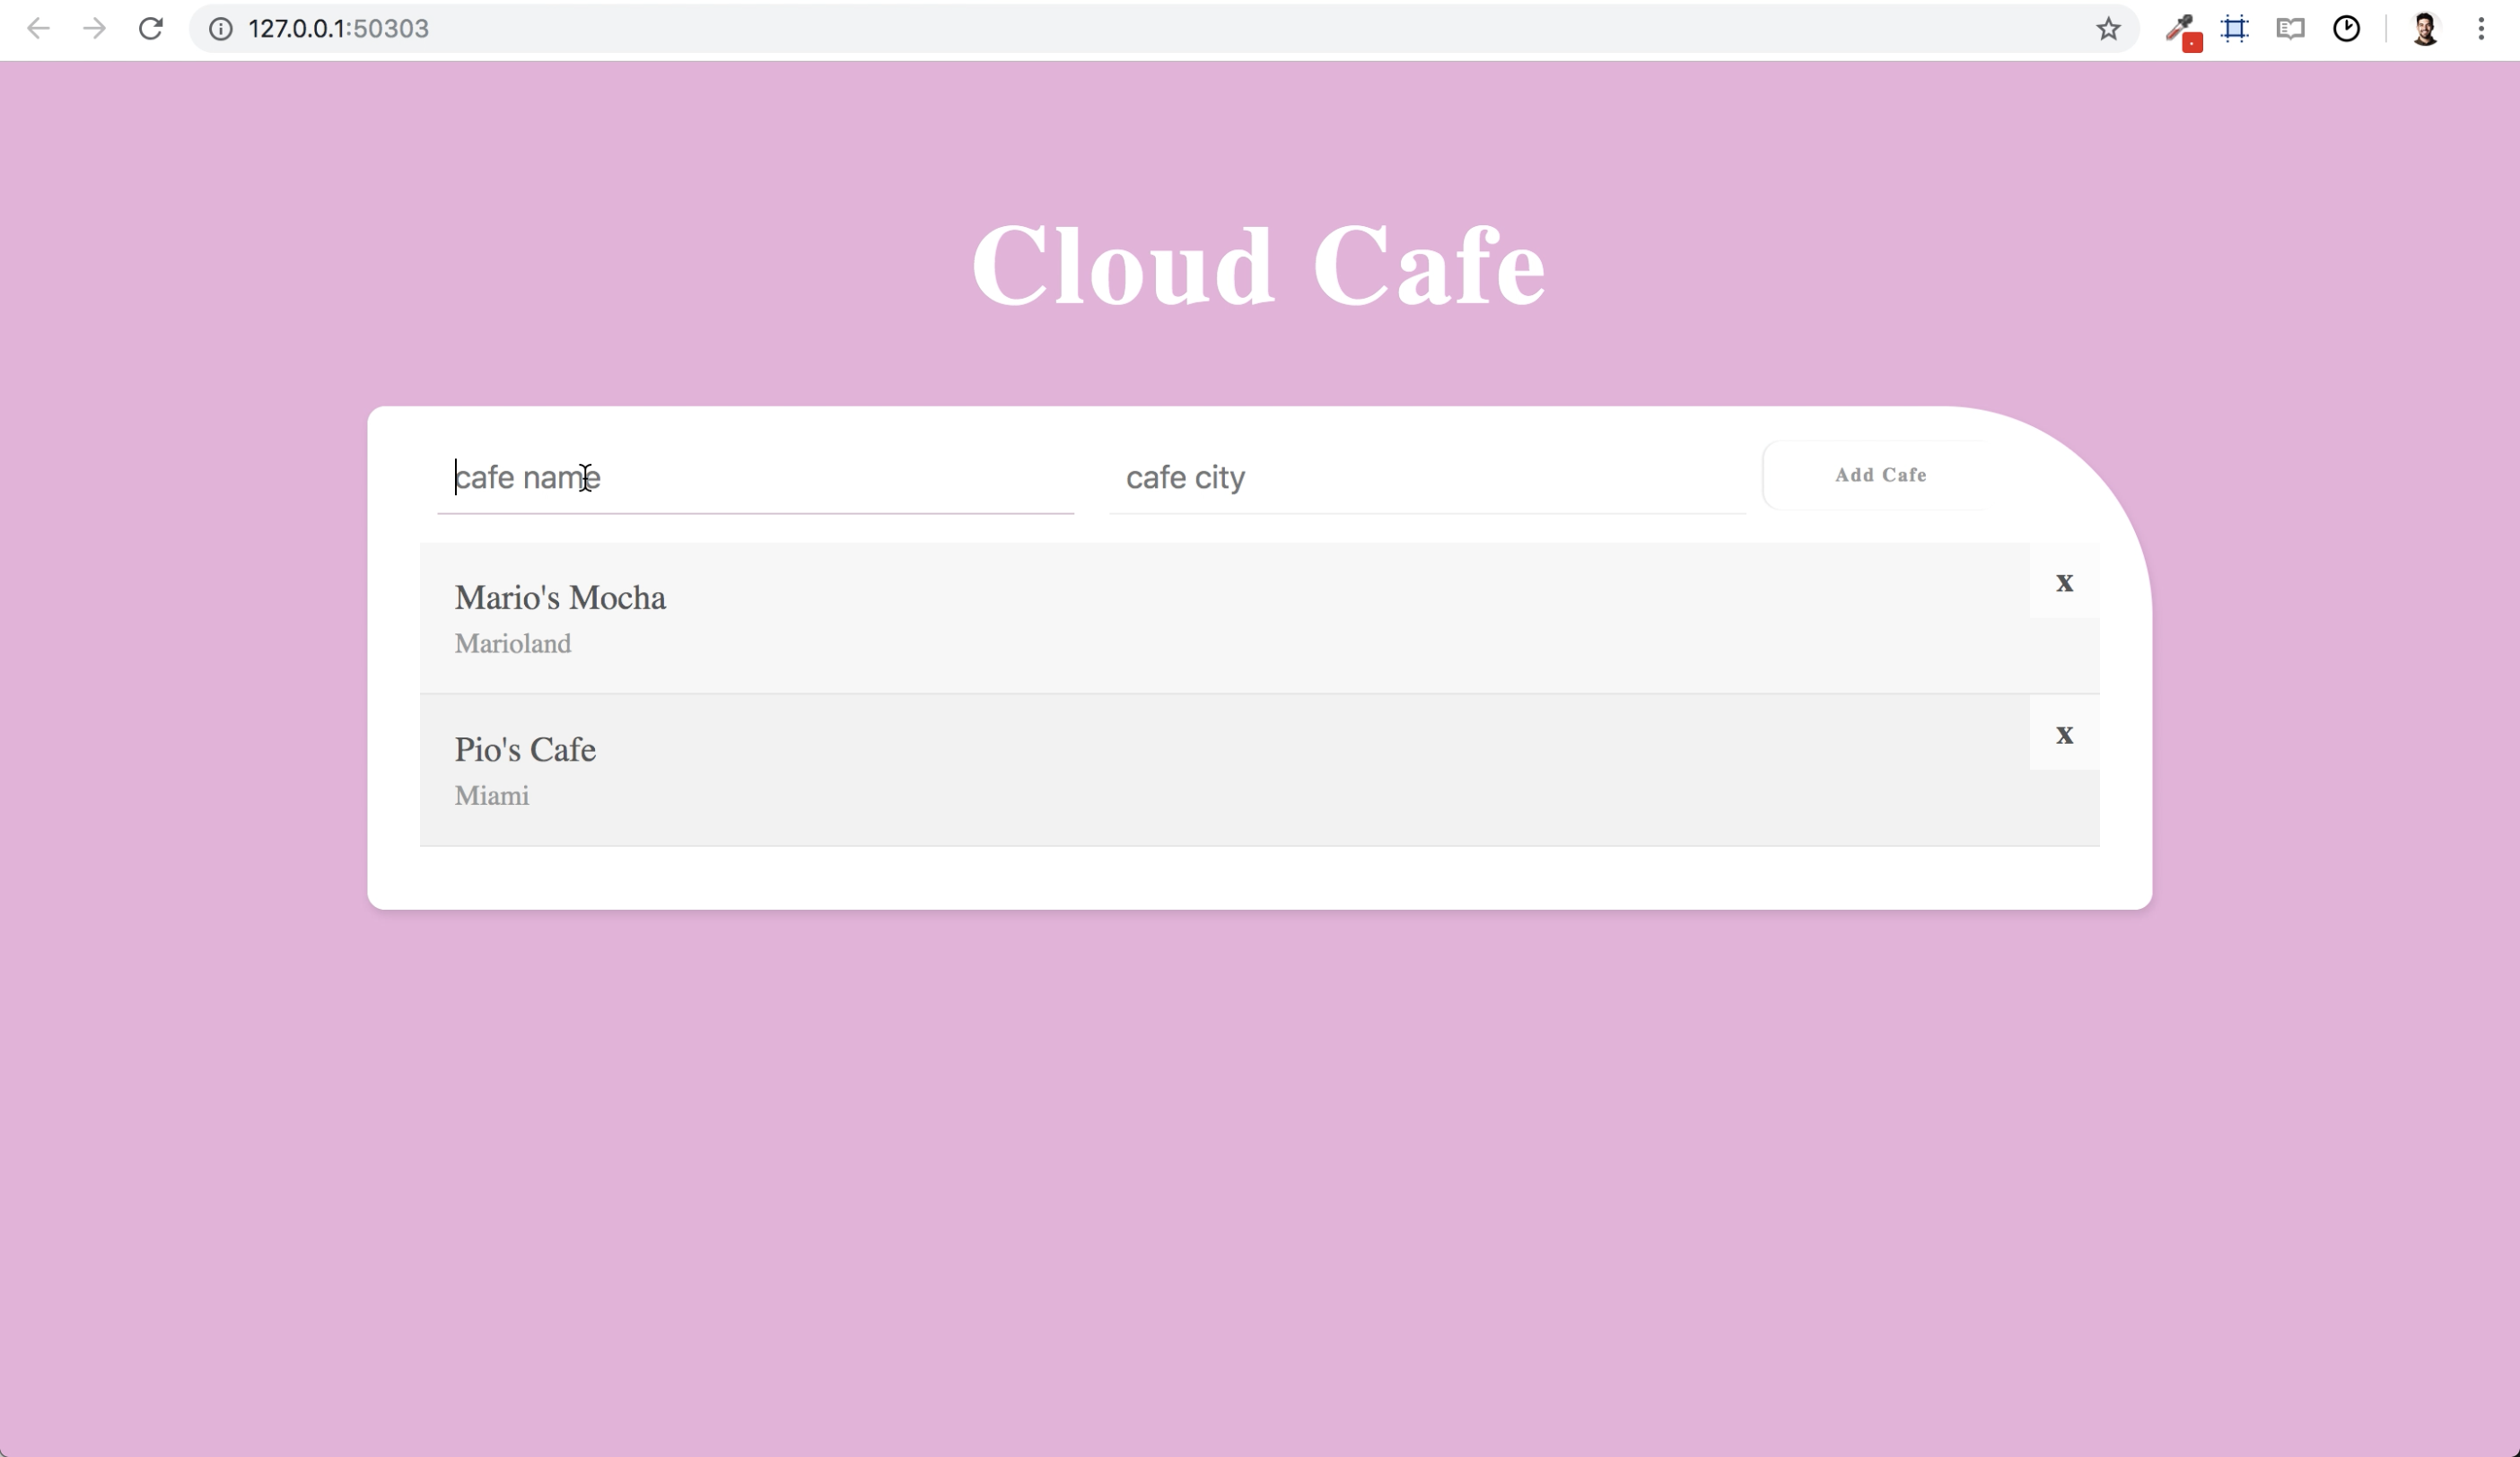 127.0.0.1:50303
Cloud Cafe
cafe name
cafe city
Add Cafe
Mario's Mocha
x
Marioland
Pio's Cafe
x
Miami